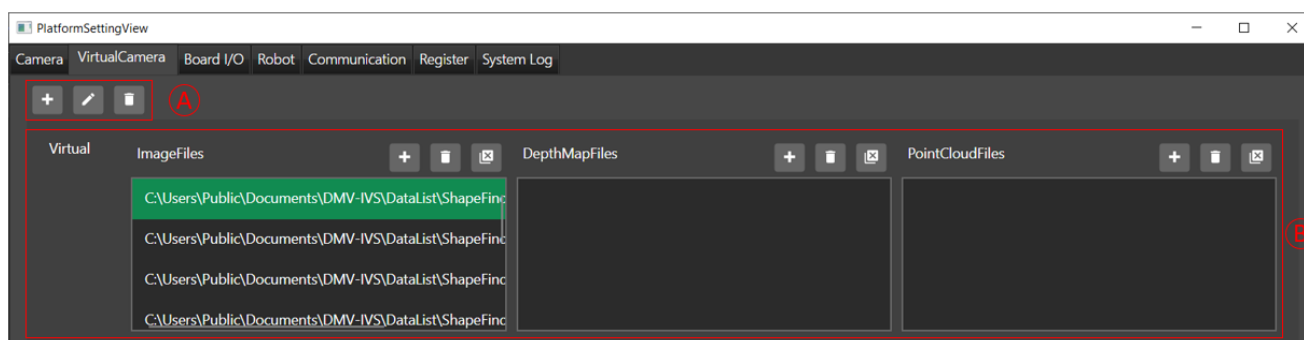 PlatformSettingView
Camera VirtualCamera Board I/O Robot Communication Register System Log
A
Virtual ImageFiles DepthMapFiles PointCloudFiles
C:\Users\Public\Documents\DMV-IVS\DataList\ShapeFinc
C:\Users\Public\Documents\DMV-IVS\DataList\ShapeFinc
C:\Users\Public\Documents\DMV-IVS\DataList\ShapeFinc
C:\Users\Public\Documents\DMV-IVS\DataList\ShapeFinc